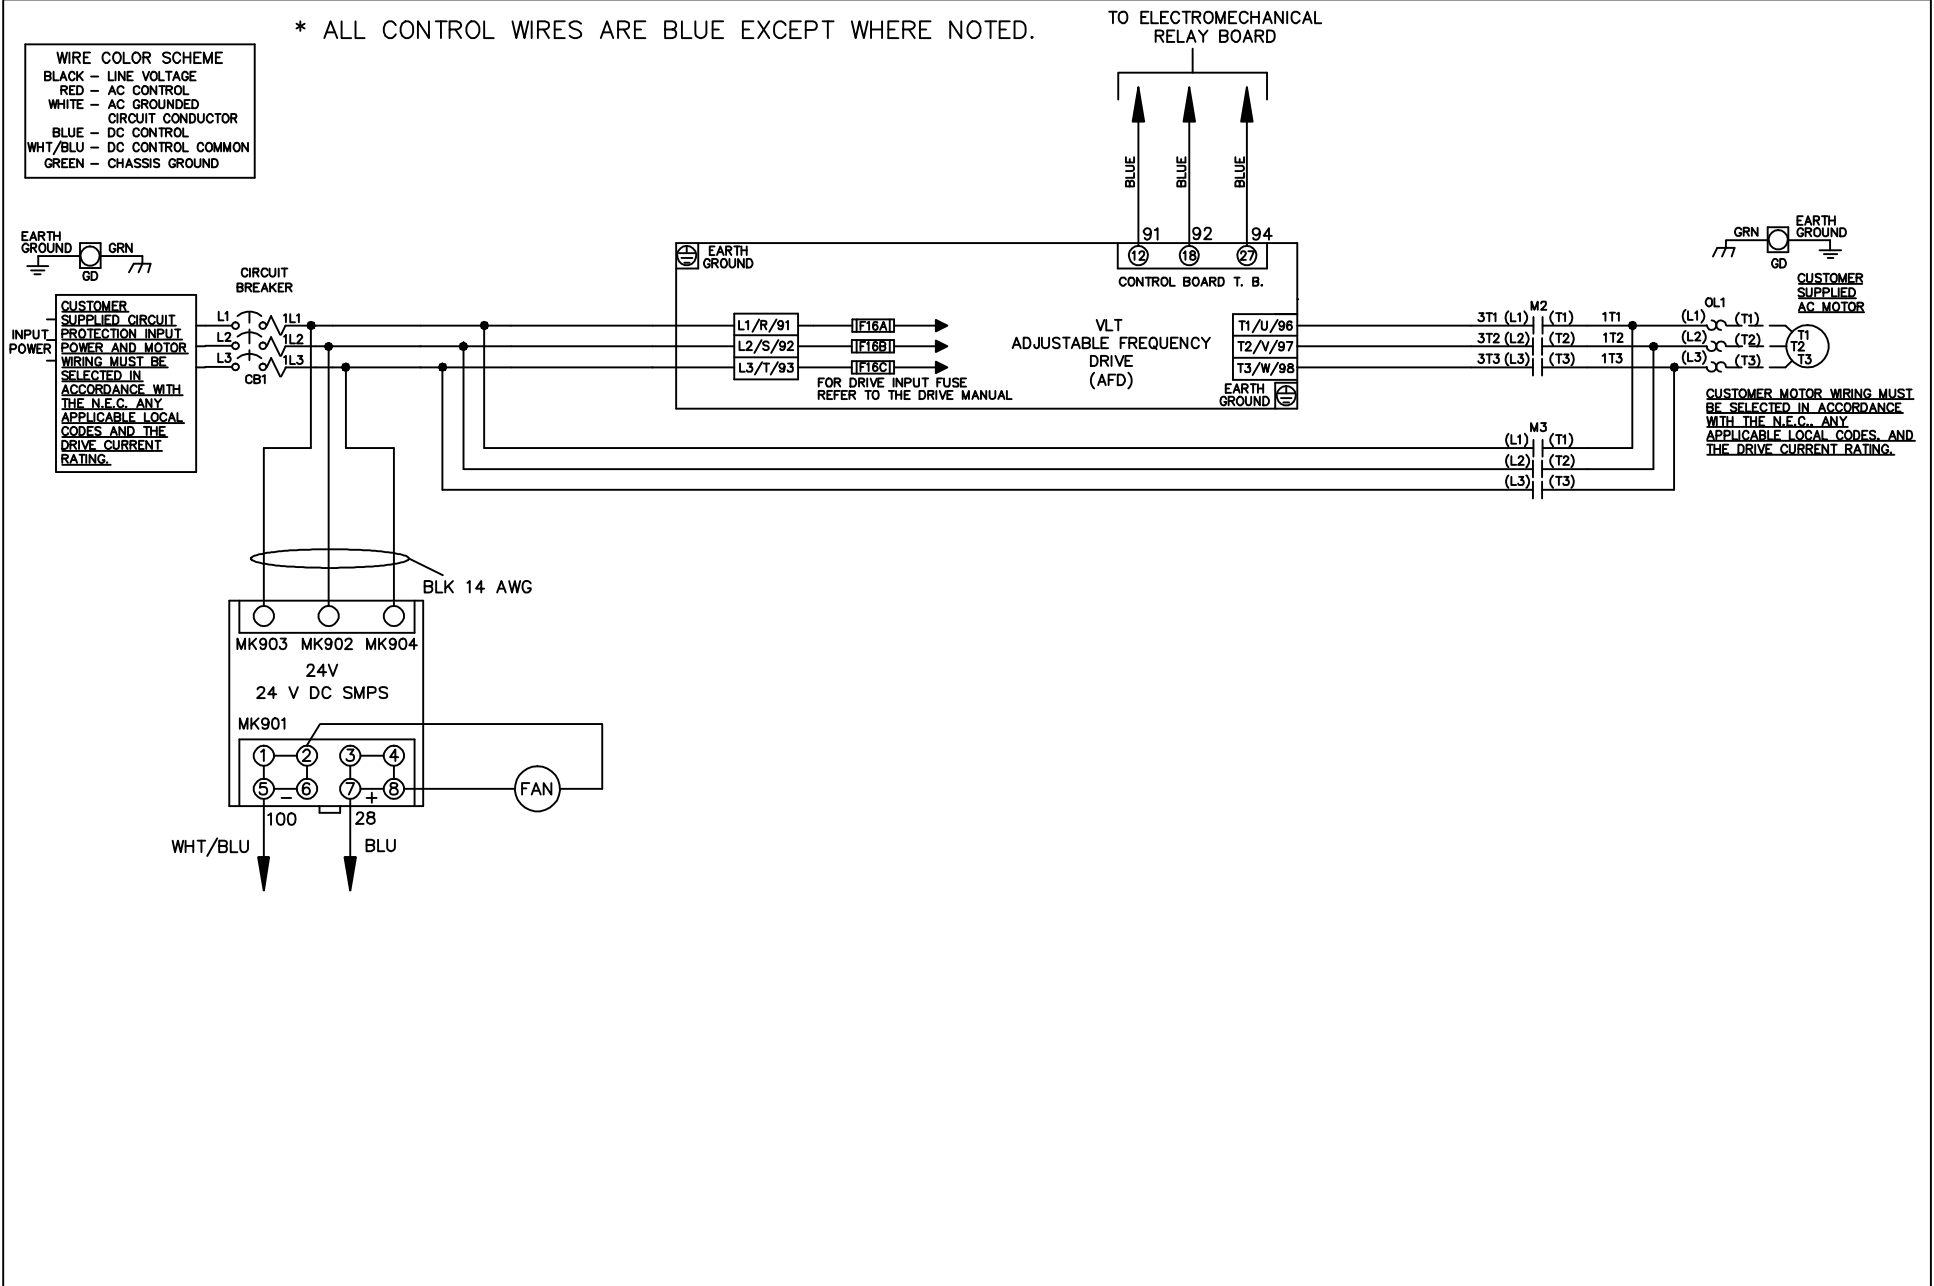 * ALL CONTROL WIRES ARE BLUE EXCEPT WHERE NOTED.
TO ELECTROMECHANICAL
RELAY BOARD
WIRE COLOR SCHEME
BLACK – LINE VOLTAGE
RED – AC CONTROL
WHITE – AC GROUNDED
CIRCUIT CONDUCTOR
BLUE – DC CONTROL
WHT/BLU – DC CONTROL COMMON
GREEN – CHASSIS GROUND
BLUE
BLUE
BLUE
91
92
94
12
18
27
CONTROL BOARD T. B.
EARTH
GROUND
GRN
GD
CIRCUIT
BREAKER
INPUT
POWER
CUSTOMER
SUPPLIED CIRCUIT
PROTECTION INPUT
POWER AND MOTOR
WIRING MUST BE
SELECTED IN
ACCORDANCE WITH
THE N.E.C. ANY
APPLICABLE LOCAL
CODES AND THE
DRIVE CURRENT
RATING.
L1
L2
L3
1L1
1L2
1L3
CB1
EARTH
GROUND
L1/R/91
L2/S/92
L3/T/93
F16A
F16B
F16C
FOR DRIVE INPUT FUSE
REFER TO THE DRIVE MANUAL
VLT
ADJUSTABLE FREQUENCY
DRIVE
(AFD)
T1/U/96
T2/V/97
T3/W/98
EARTH
GROUND
M2
3T1 (L1) (T1) 1T1
3T2 (L2) (T2) 1T2
3T3 (L3) (T3) 1T3
M3
(L1) (T1)
(L2) (T2)
(L3) (T3)
GRN
EARTH
GROUND
GD
CUSTOMER
SUPPLIED
AC MOTOR
OL1
(L1) (T1)
(L2) (T2)
(L3) (T3)
T1
T2
T3
CUSTOMER MOTOR WIRING MUST
BE SELECTED IN ACCORDANCE
WITH THE N.E.C., ANY
APPLICABLE LOCAL CODES, AND
THE DRIVE CURRENT RATING.
BLK 14 AWG
MK903 MK902 MK904
24V
24 V DC SMPS
MK901
1 2 3 4
5 – 6 7 + 8
FAN
100
28
WHT/BLU
BLU